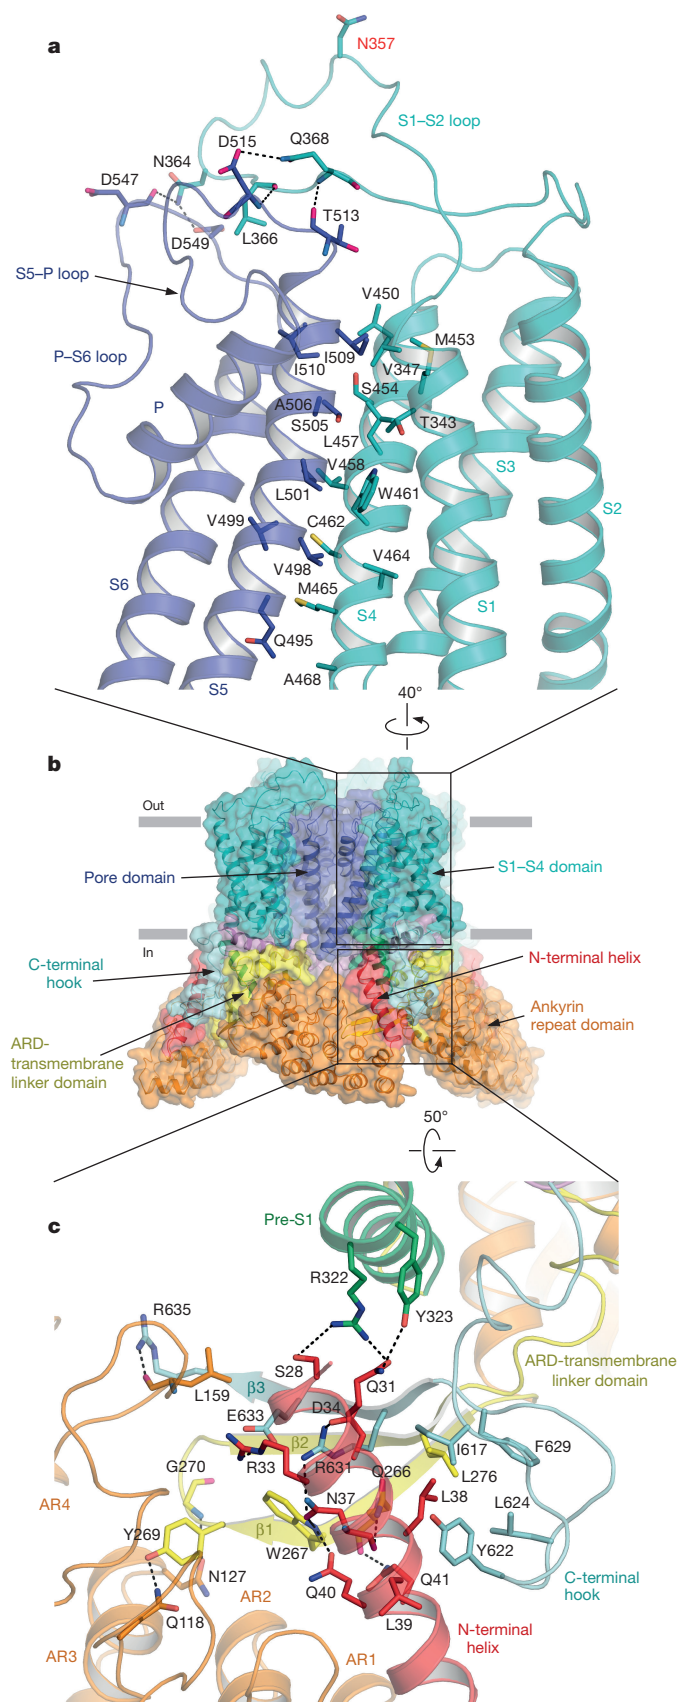 a
N357
S1–S2 loop
D515
Q368
N364
D547
T513
D549
L366
S5–P loop
V450
I509
M453
P–S6 loop
I510
V347
S454
A506
P
S505
T343
L457
S3
V458
L501
W461
S2
V499
C462
V498
V464
S6
M465
S4
S1
Q495
A468
S5
40°
b
Out
Pore domain
S1–S4 domain
In
C-terminal
hook
N-terminal helix
Ankyrin
repeat domain
ARD-
transmembrane
linker domain
50°
c
Pre-S1
R322
R635
Y323
S28
ARD-transmembrane
linker domain
L159
β3
Q31
E633
D34
β2
I617
F629
G270
R33
R631
Q266
L276
AR4
N37
L38
L624
Y269
β1
W267
Y622
N127
C-terminal
hook
Q40
Q41
Q118
AR2
L39
N-terminal
helix
AR3
AR1